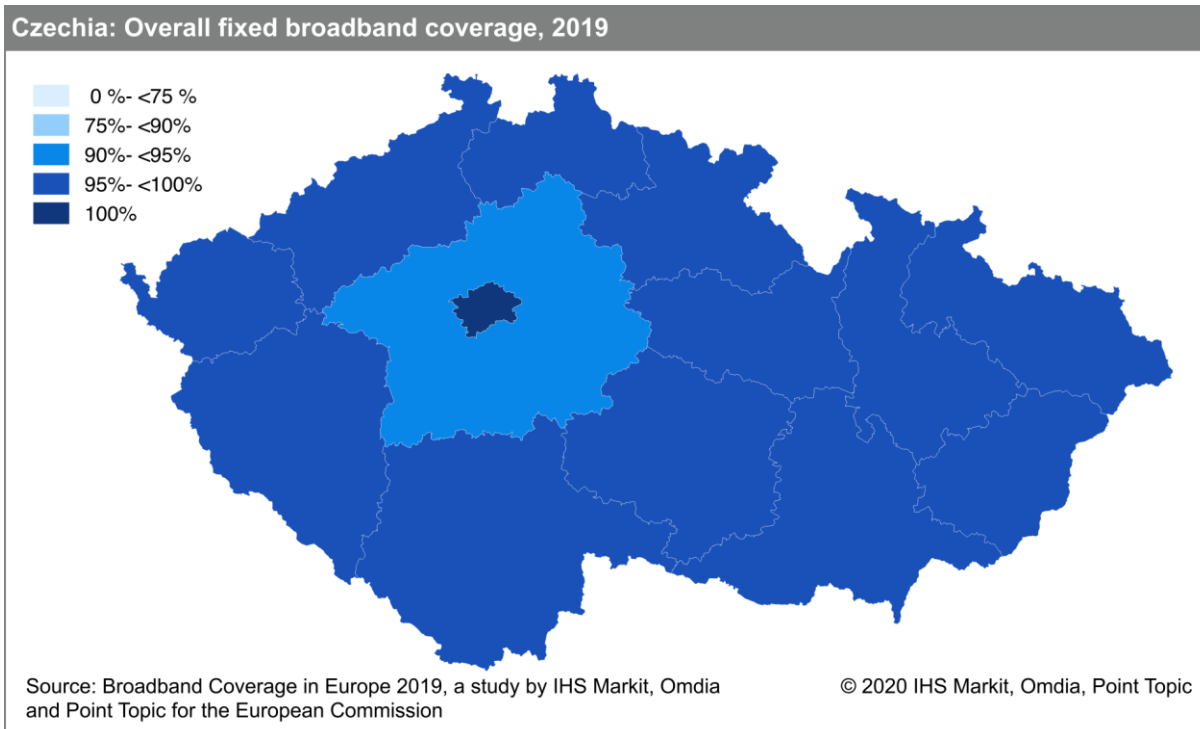 Czechia: Overall fixed broadband coverage, 2019
0 %- <75 %
75%- <90%
90%- <95%
95%- <100%
100%
Source: Broadband Coverage in Europe 2019, a study by IHS Markit, Omdia
and Point Topic for the European Commission
© 2020 IHS Markit, Omdia, Point Topic